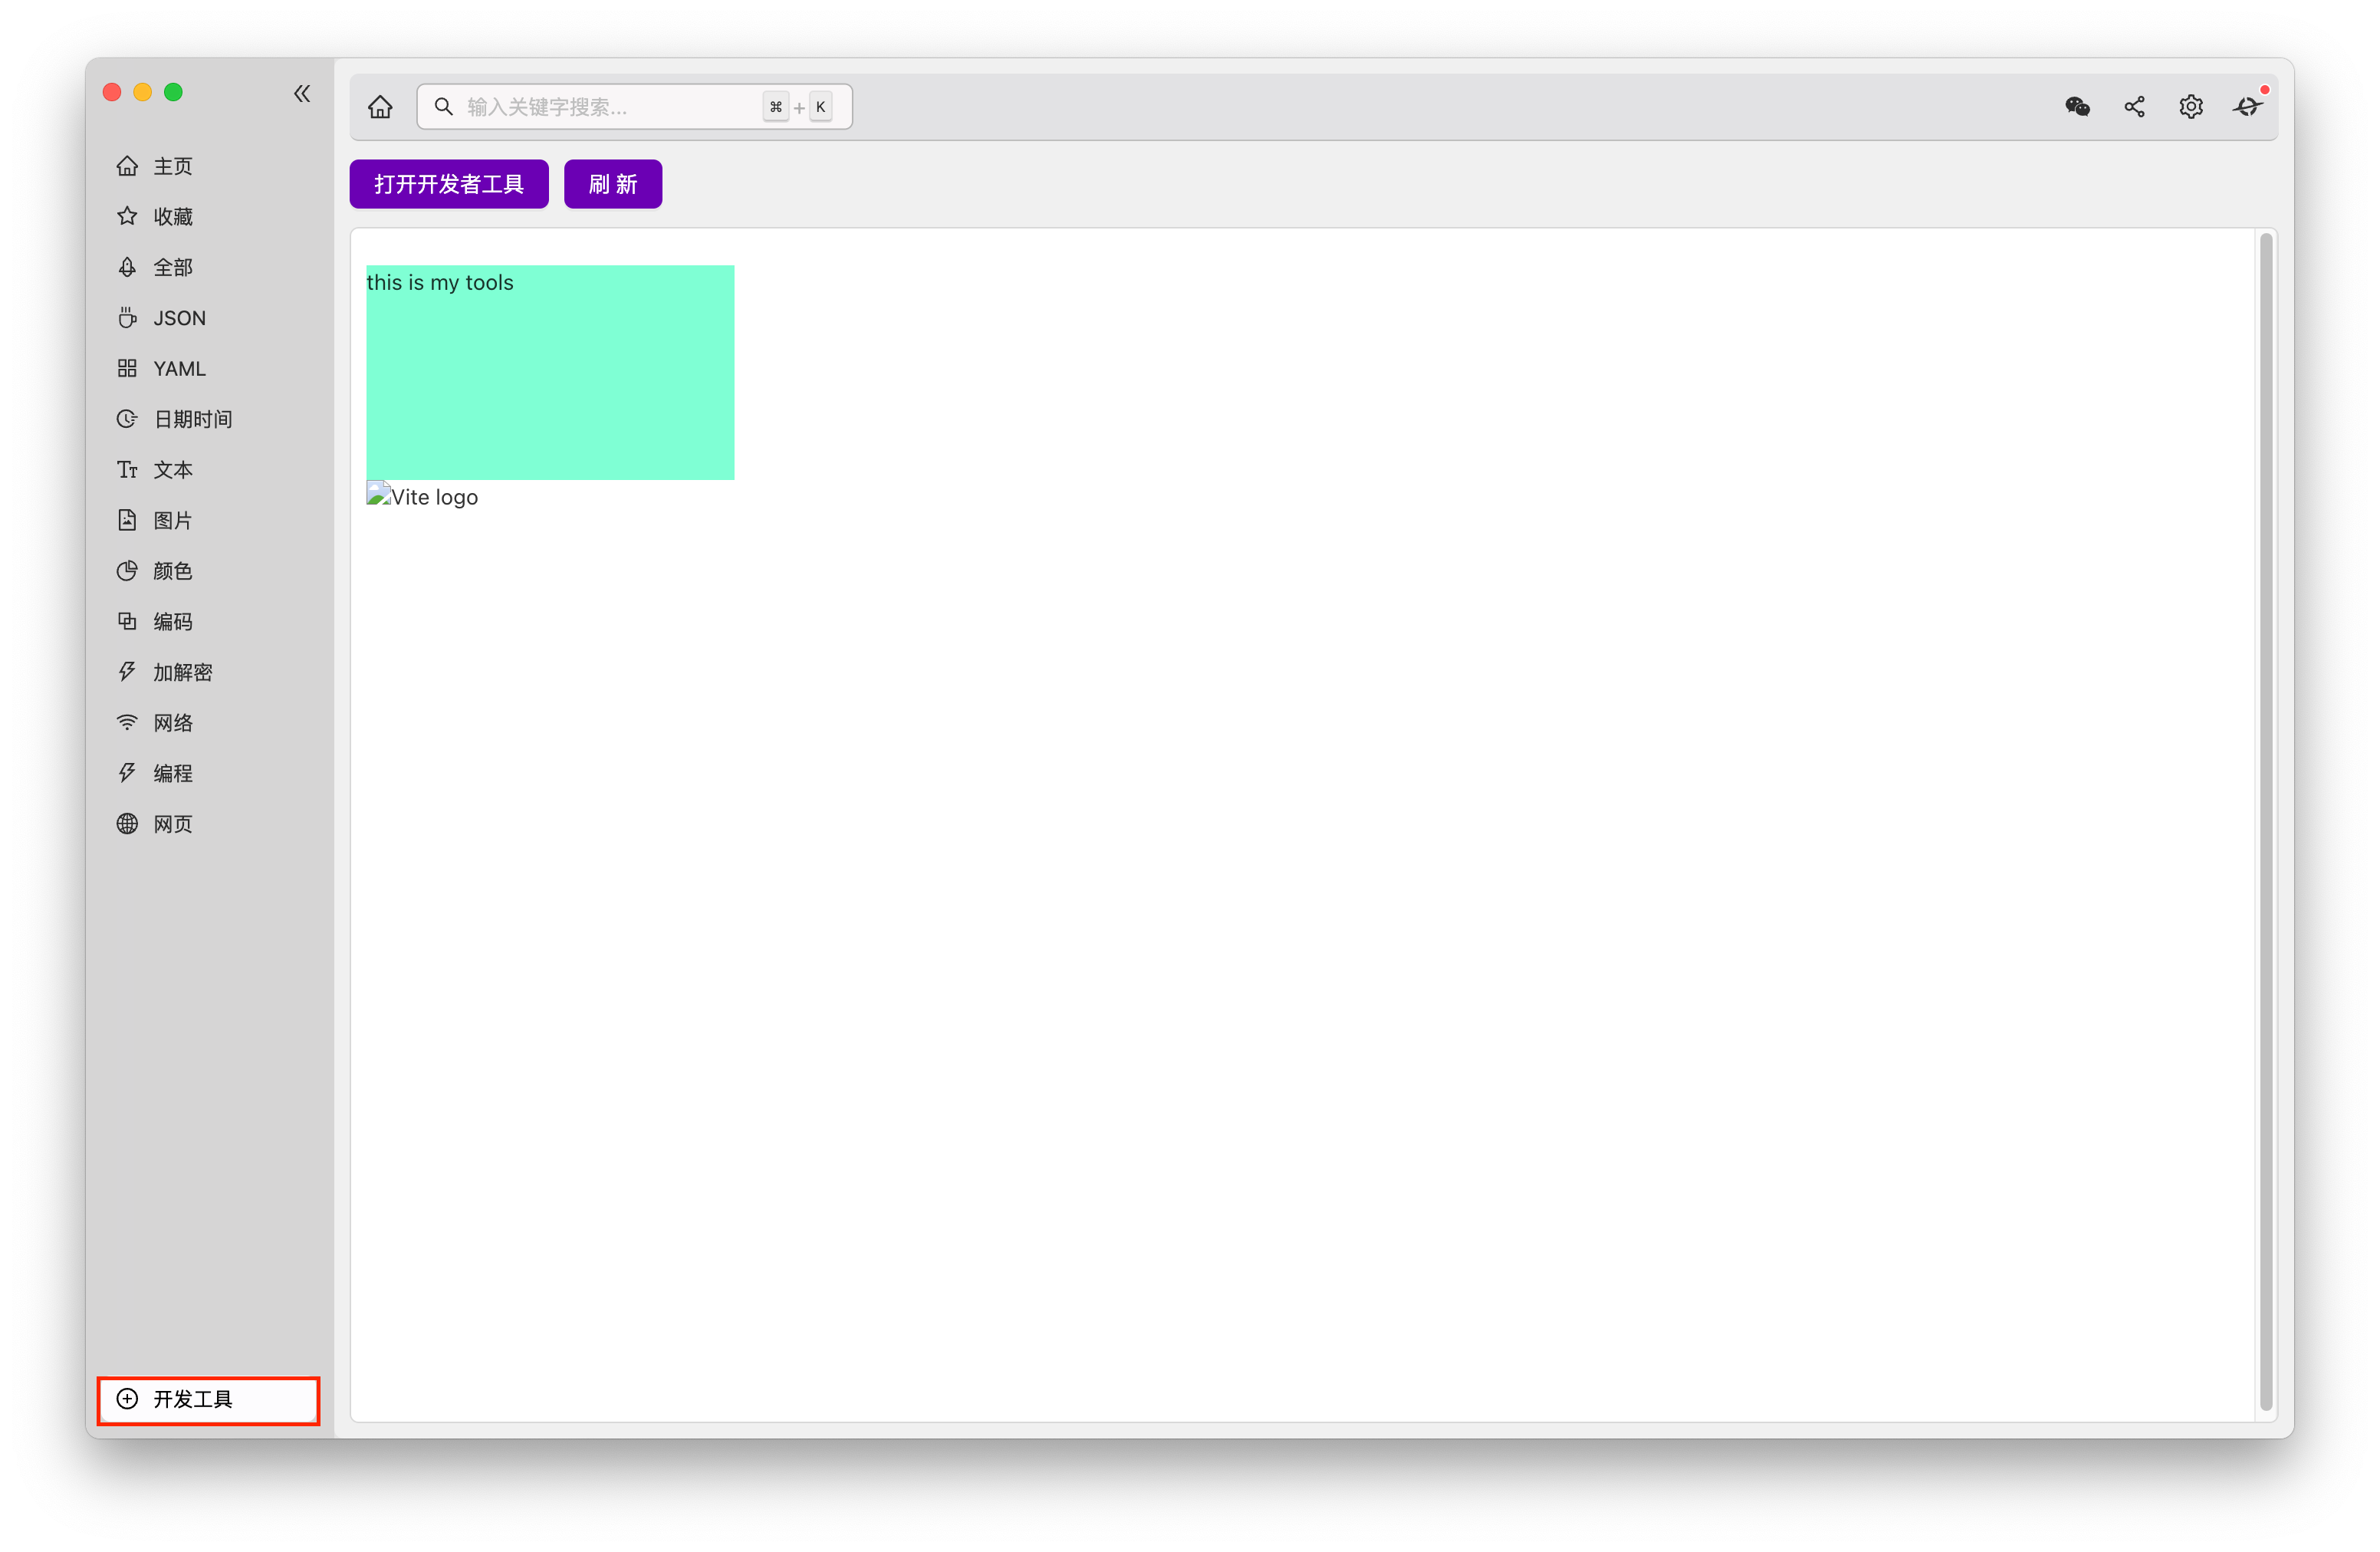 主页
收藏
全部
JSON
YAML
日期时间
文本
图片
颜色
编码
加解密
网络
编程
网页
开发工具
输入关键字搜索... ⌘ + K
打开开发者工具 刷 新
this is my tools
Vite logo